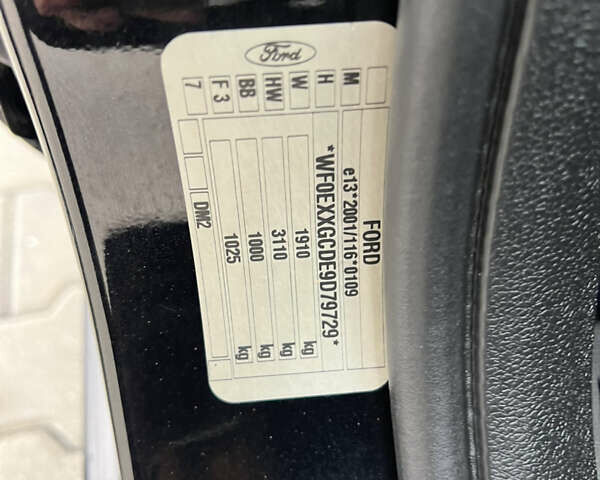 Ford
FORD
e13*2001/116*0109
*WF0EXXGCDE9D79729*
1910 kg
3110 kg
1000 kg
1025 kg
DM2
M
H
W
HW
BB
F 3
7